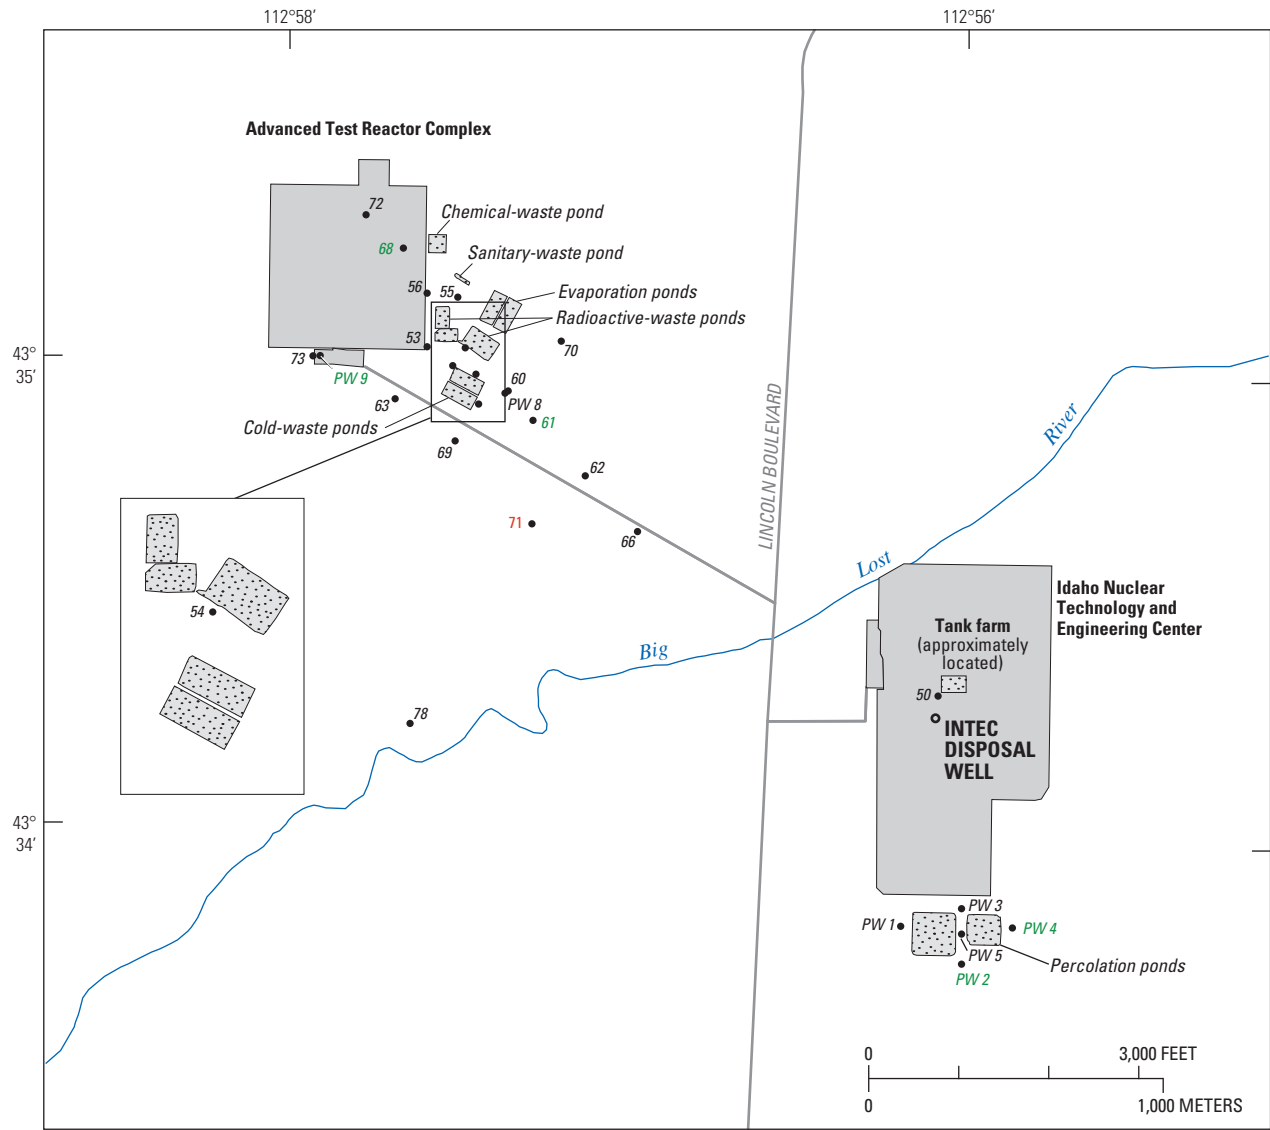 112°58′
112°56′
Advanced Test Reactor Complex
72
Chemical-waste pond
68
Sanitary-waste pond
56
55
Evaporation ponds
Radioactive-waste ponds
53
70
43°
35′
73
PW 9
60
PW 8
63
61
Cold-waste ponds
69
62
71
66
LINCOLN BOULEVARD
River
Lost
Big
54
78
Idaho Nuclear
Technology and
Engineering Center
Tank farm
(approximately
located)
50
INTEC
DISPOSAL
WELL
43°
34′
PW 3
PW 1
PW 4
PW 5
PW 2
Percolation ponds
0
3,000 FEET
0
1,000 METERS